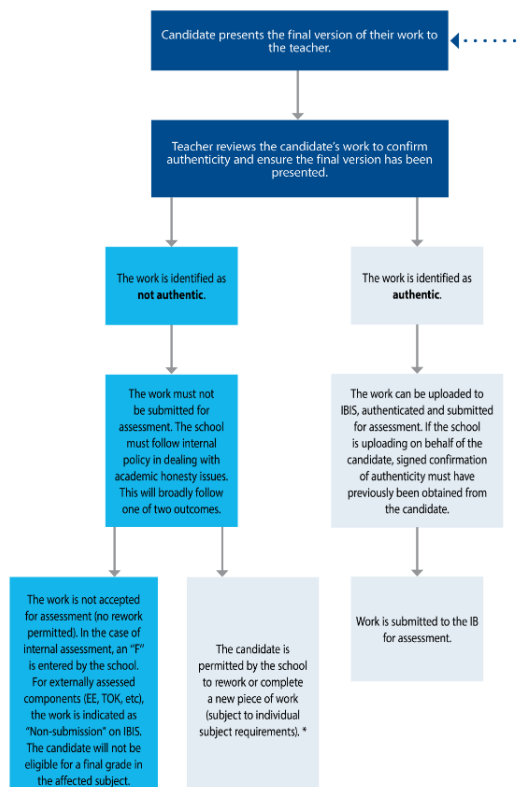 Candidate presents the final version of their work to
the teacher.
Teacher reviews the candidate's work to confirm
authenticity and ensure the final version has been
presented.
The work is identified as
not authentic.
The work is identified as
authentic.
The work must not
be submitted for
assessment. The school
must follow internal
policy in dealing with
academic honesty issues.
This will broadly follow
one of two outcomes.
The work can be uploaded to
IBIS, authenticated and submitted
for assessment. If the school
is uploading on behalf of the
candidate, signed confirmation
of authenticity must have
previously been obtained from
the candidate.
The work is not accepted
for assessment (no rework
permitted). In the case of
internal assessment, an “F”
is entered by the school.
For externally assessed
components (EE, TOK, etc),
the work is indicated as
“Non-submission” on IBIS.
The candidate will not be
eligible for a final grade in
the affected subject.
The candidate is
permitted by the school
to rework or complete
a new piece of work
(subject to individual
subject requirements). *
Work is submitted to the IB
for assessment.